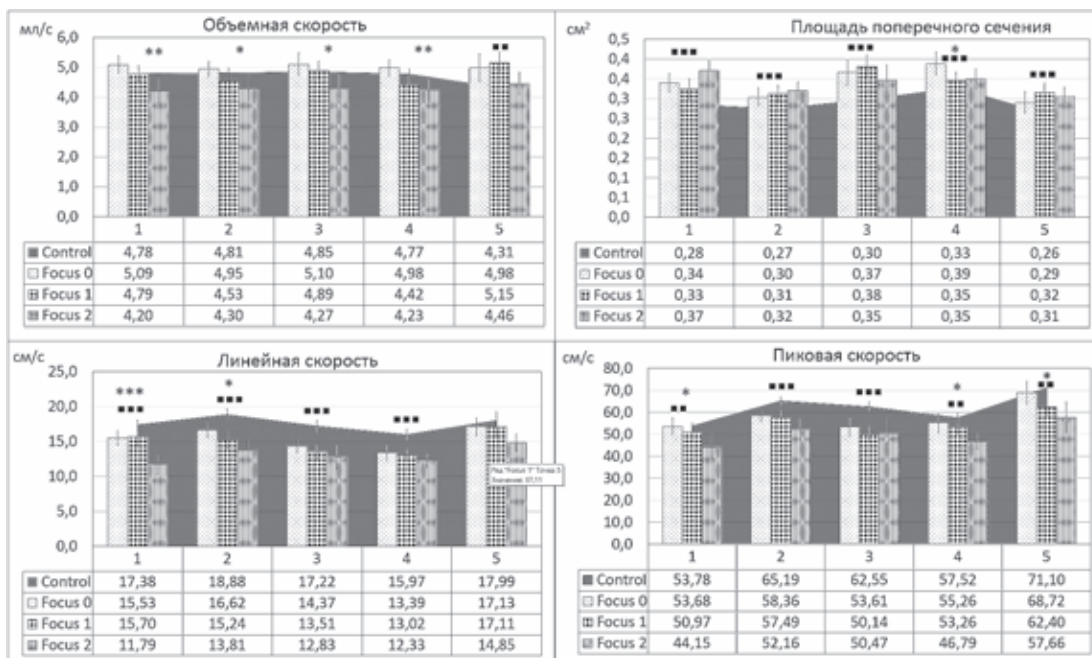 Объемная скорость
мл/с
6,0
5,0
4,0
3,0
2,0
1,0
0,0
** * * ** ▪▪
1 2 3 4 5
Control 4,78 4,81 4,85 4,77 4,31
Focus 0 5,09 4,95 5,10 4,98 4,98
Focus 1 4,79 4,53 4,89 4,42 5,15
Focus 2 4,20 4,30 4,27 4,23 4,46
Площадь поперечного сечения
см²
0,5
0,4
0,4
0,3
0,3
0,2
0,2
0,1
0,1
0,0
*
▪▪▪ ▪▪▪ ▪▪▪ ▪▪▪ ▪▪▪
1 2 3 4 5
Control 0,28 0,27 0,30 0,33 0,26
Focus 0 0,34 0,30 0,37 0,39 0,29
Focus 1 0,33 0,31 0,38 0,35 0,32
Focus 2 0,37 0,32 0,35 0,35 0,31
Линейная скорость
см/с
25,0
20,0
15,0
10,0
5,0
0,0
*** *
▪▪▪ ▪▪▪ ▪▪▪ ▪▪▪
Ряд "Focus 1" Точка 5
Значение: 17,11
1 2 3 4 5
Control 17,38 18,88 17,22 15,97 17,99
Focus 0 15,53 16,62 14,37 13,39 17,13
Focus 1 15,70 15,24 13,51 13,02 17,11
Focus 2 11,79 13,81 12,83 12,33 14,85
Пиковая скорость
см/с
80,0
70,0
60,0
50,0
40,0
30,0
20,0
10,0
0,0
* * *
▪▪ ▪▪▪ ▪▪▪ ▪▪ ▪▪
1 2 3 4 5
Control 53,78 65,19 62,55 57,52 71,10
Focus 0 53,68 58,36 53,61 55,26 68,72
Focus 1 50,97 57,49 50,14 53,26 62,40
Focus 2 44,15 52,16 50,47 46,79 57,66